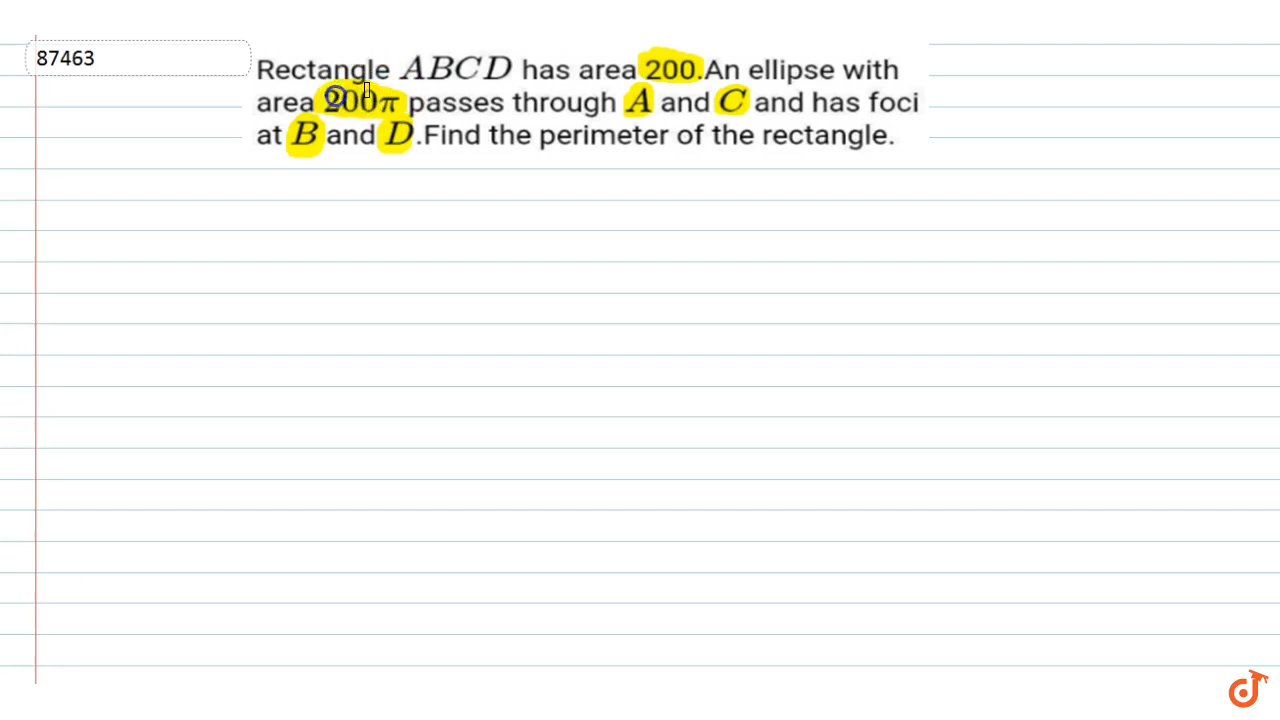 87463
Rectangle ABCD has area 200.An ellipse with
area 200π passes through A and C and has foci
at B and D.Find the perimeter of the rectangle.